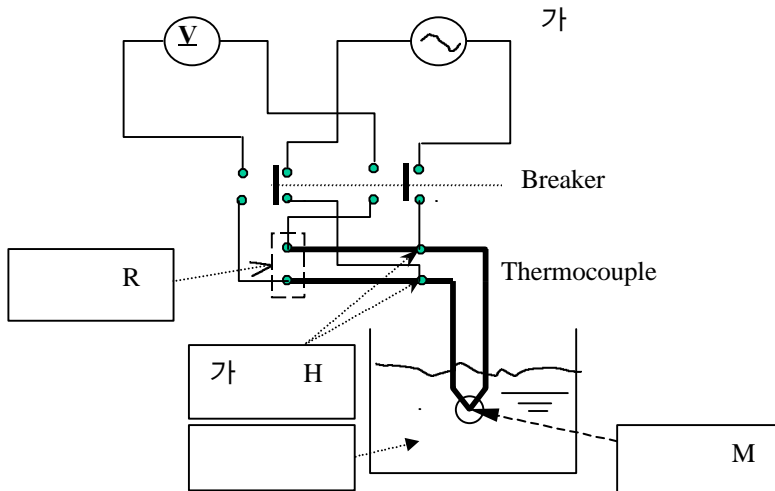 가
V
Breaker
Thermocouple
R
가 H
M